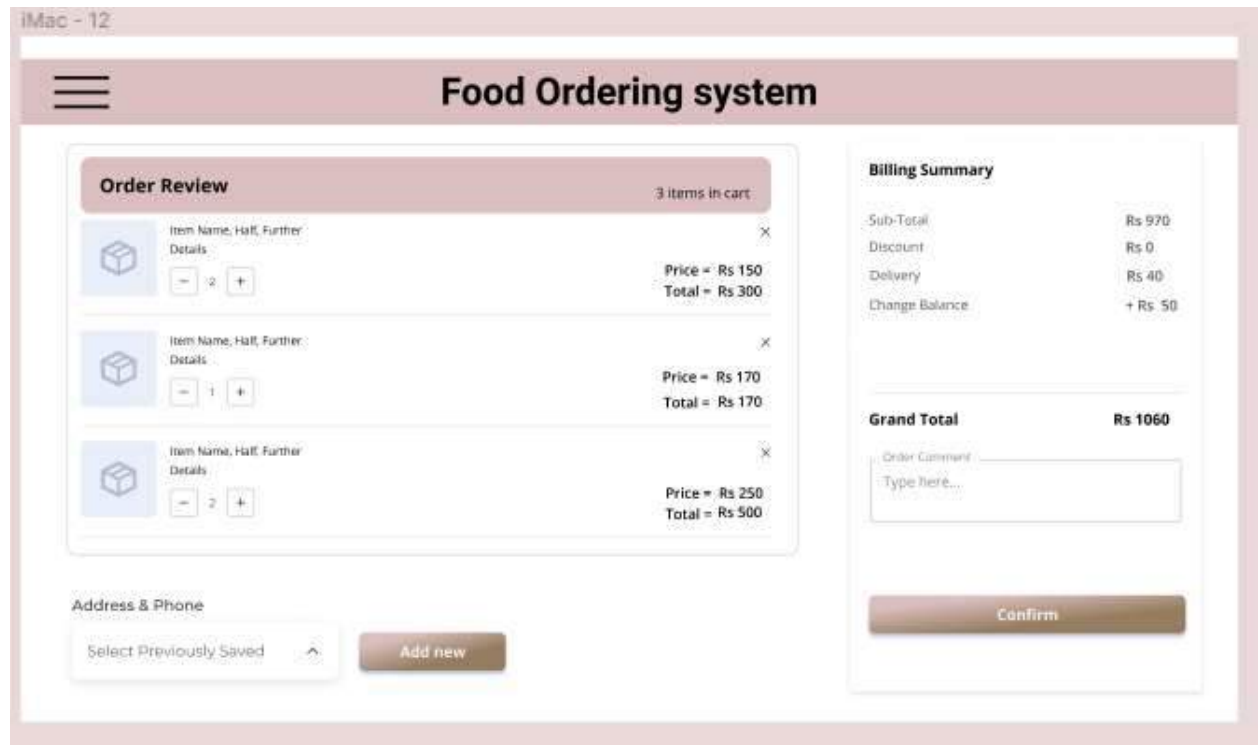 iMac - 12
Food Ordering system
Order Review
3 items in cart
Item Name, Half, Further
Details
- 2 +
Price = Rs 150
Total = Rs 300
Item Name, Half, Further
Details
- 1 +
Price = Rs 170
Total = Rs 170
Item Name, Half, Further
Details
- 2 +
Price = Rs 250
Total = Rs 500
Address & Phone
Select Previously Saved
Add new
Billing Summary
Sub-Total Rs 970
Discount Rs 0
Delivery Rs 40
Change Balance + Rs 50
Grand Total Rs 1060
Order Comment
Type here...
Confirm